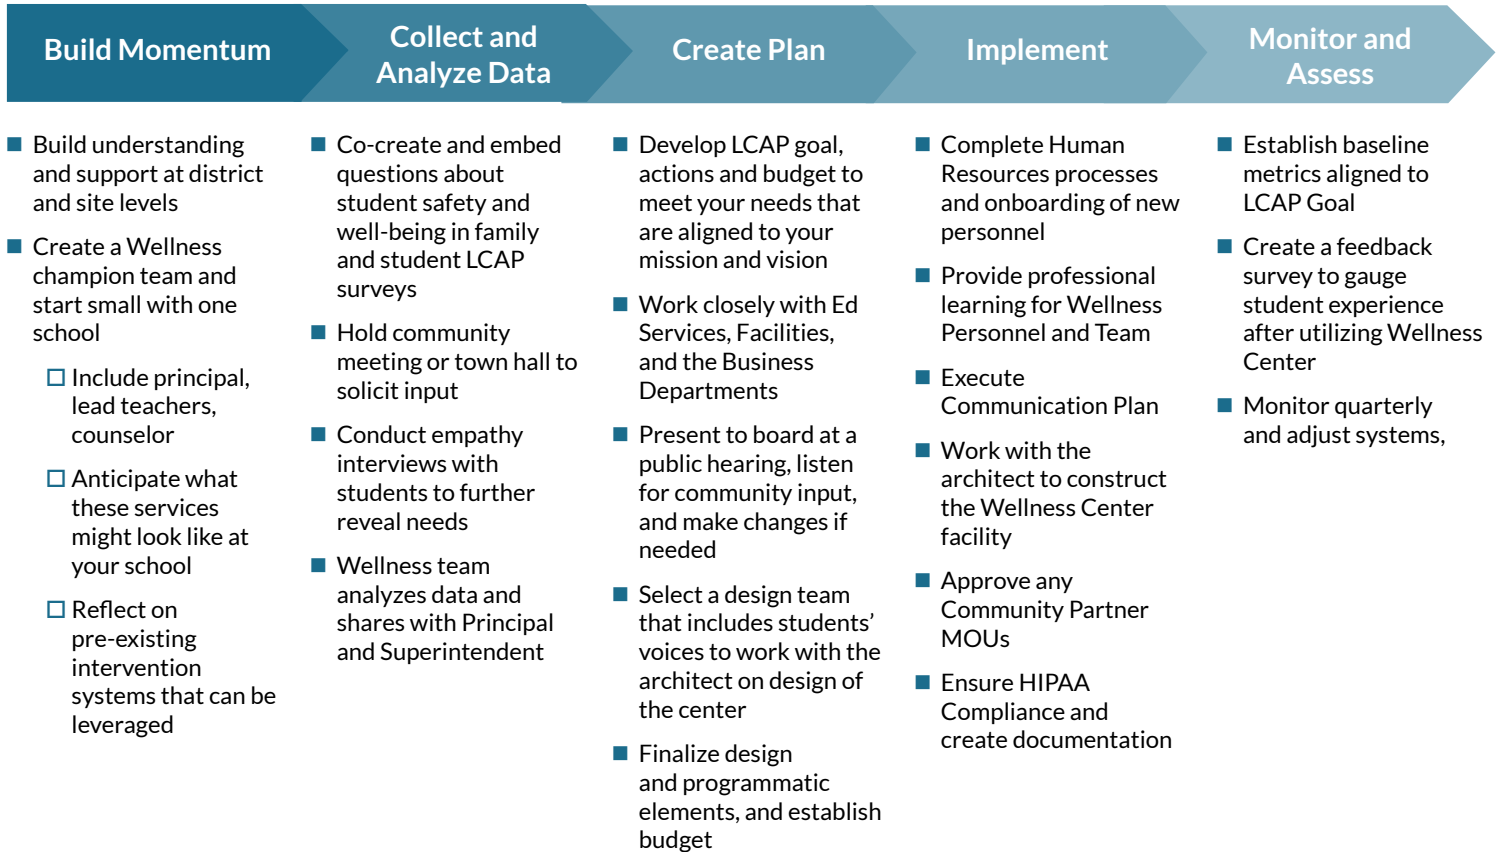 Build Momentum
Collect and
Analyze Data
Create Plan
Implement
Monitor and
Assess
Build understanding
and support at district
and site levels
Create a Wellness
champion team and
start small with one
school
Include principal,
lead teachers,
counselor
Anticipate what
these services
might look like at
your school
Reflect on
pre-existing
intervention
systems that can be
leveraged
Co-create and embed
questions about
student safety and
well-being in family
and student LCAP
surveys
Hold community
meeting or town hall to
solicit input
Conduct empathy
interviews with
students to further
reveal needs
Wellness team
analyzes data and
shares with Principal
and Superintendent
Develop LCAP goal,
actions and budget to
meet your needs that
are aligned to your
mission and vision
Work closely with Ed
Services, Facilities,
and the Business
Departments
Present to board at a
public hearing, listen
for community input,
and make changes if
needed
Select a design team
that includes students’
voices to work with the
architect on design of
the center
Finalize design
and programmatic
elements, and establish
budget
Complete Human
Resources processes
and onboarding of new
personnel
Provide professional
learning for Wellness
Personnel and Team
Execute
Communication Plan
Work with the
architect to construct
the Wellness Center
facility
Approve any
Community Partner
MOUs
Ensure HIPAA
Compliance and
create documentation
Establish baseline
metrics aligned to
LCAP Goal
Create a feedback
survey to gauge
student experience
after utilizing Wellness
Center
Monitor quarterly
and adjust systems,